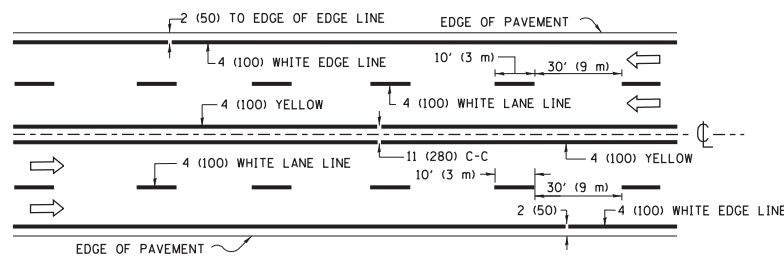 2 (50) TO EDGE OF EDGE LINE
EDGE OF PAVEMENT
4 (100) WHITE EDGE LINE
10' (3 m)
30' (9 m)
4 (100) YELLOW
4 (100) WHITE LANE LINE
℄
4 (100) WHITE LANE LINE
11 (280) C-C
4 (100) YELLOW
10' (3 m)
30' (9 m)
2 (50)
4 (100) WHITE EDGE LINE
EDGE OF PAVEMENT